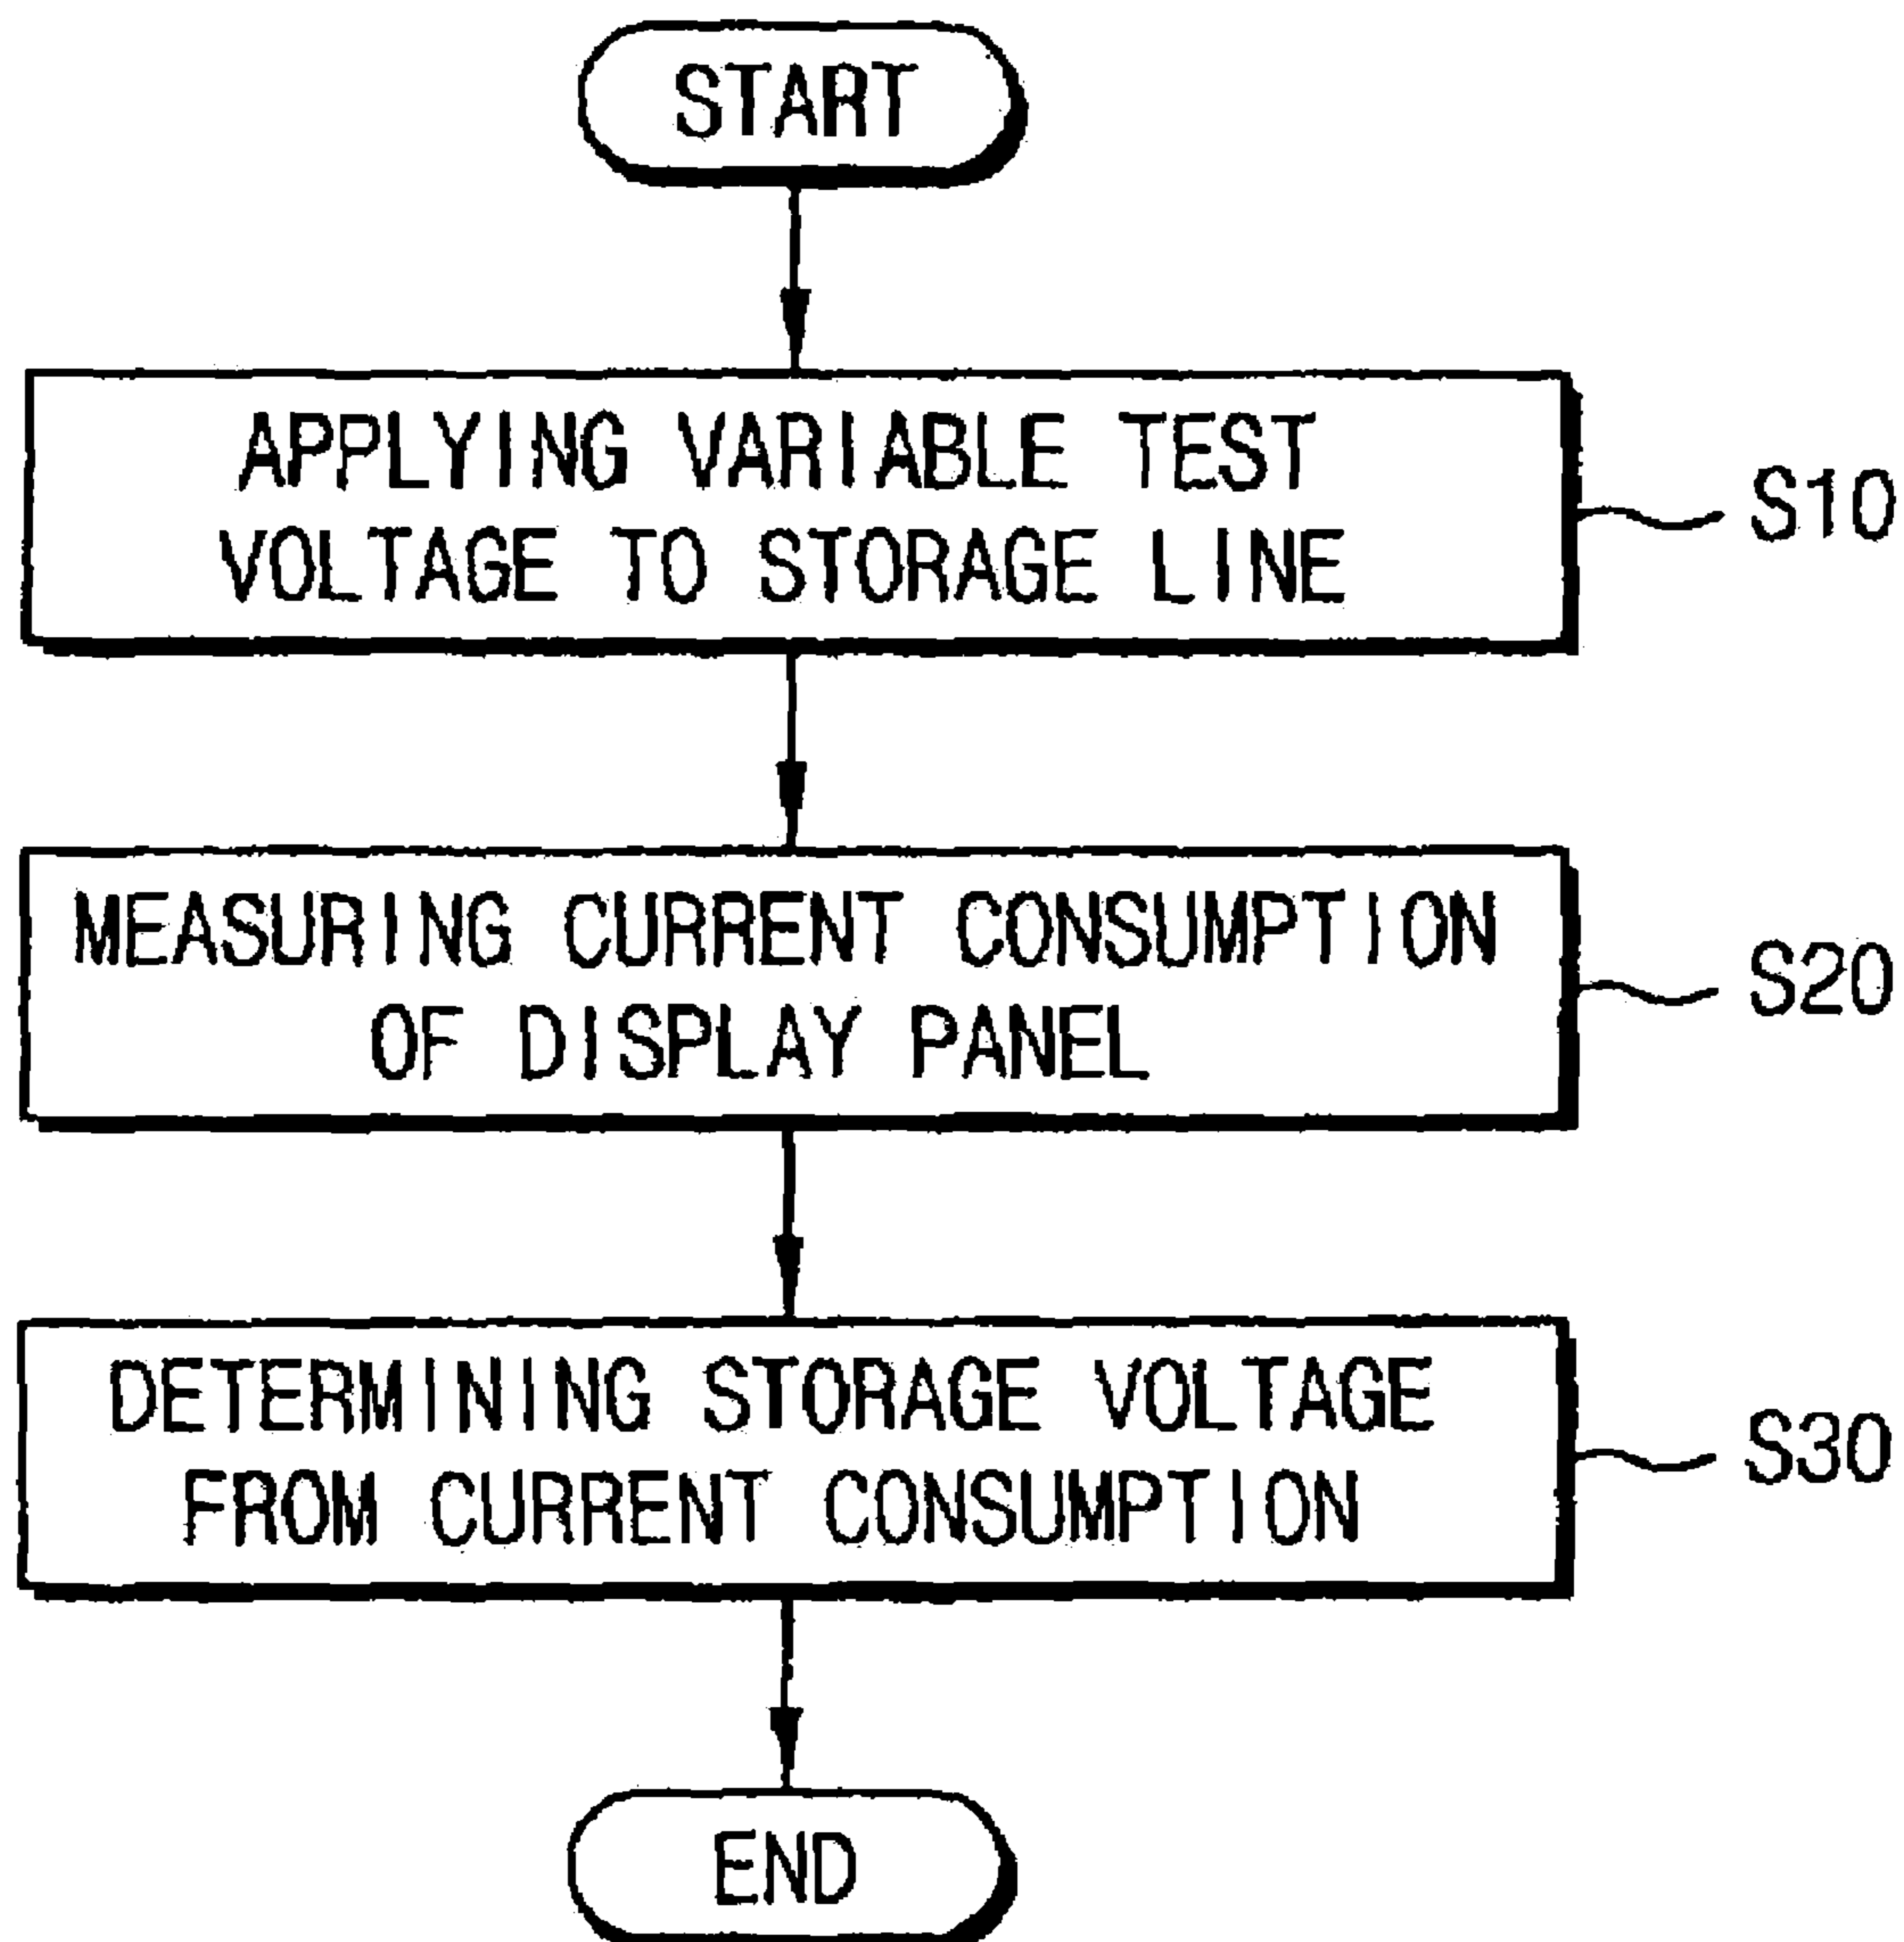 START
APPLYING VARIABLE TEST
VOLTAGE TO STORAGE LINE
S10
MEASURING CURRENT CONSUMPTION
OF DISPLAY PANEL
S20
DETERMINING STORAGE VOLTAGE
FROM CURRENT CONSUMPTION
S30
END